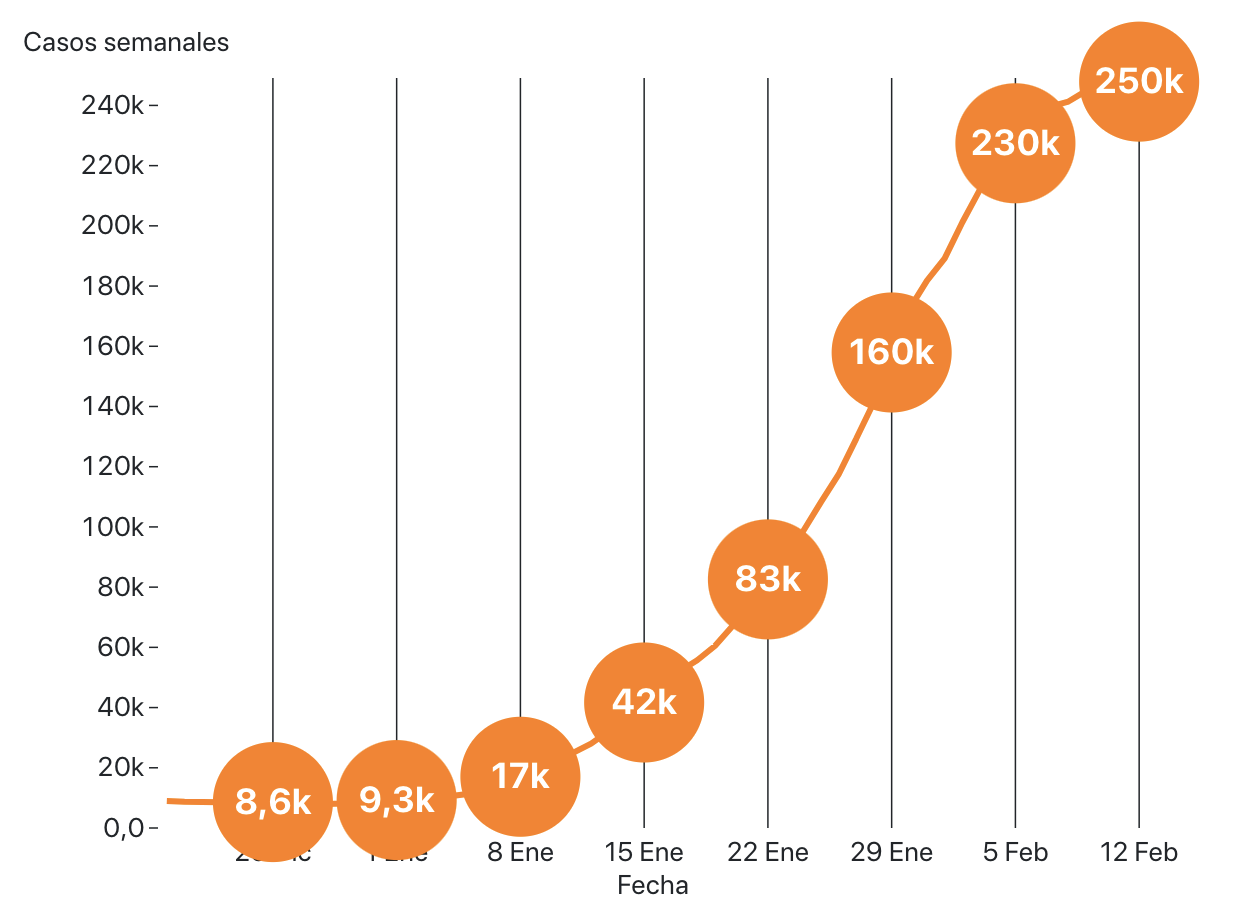 Casos semanales
240k
220k
200k
180k
160k
140k
120k
100k
80k
60k
40k
20k
0,0
8,6k
9,3k
17k
42k
83k
160k
230k
250k
8 Ene
15 Ene
22 Ene
29 Ene
5 Feb
12 Feb
Fecha